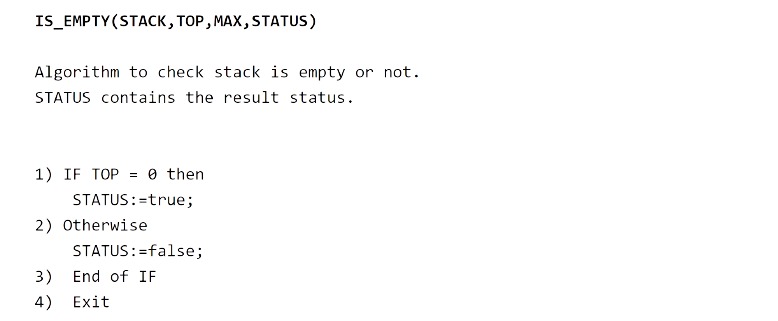 IS_EMPTY(STACK,TOP,MAX,STATUS)
Algorithm to check stack is empty or not.
STATUS contains the result status.
1) IF TOP = 0 then
STATUS:=true;
2) Otherwise
STATUS:=false;
3) End of IF
4) Exit